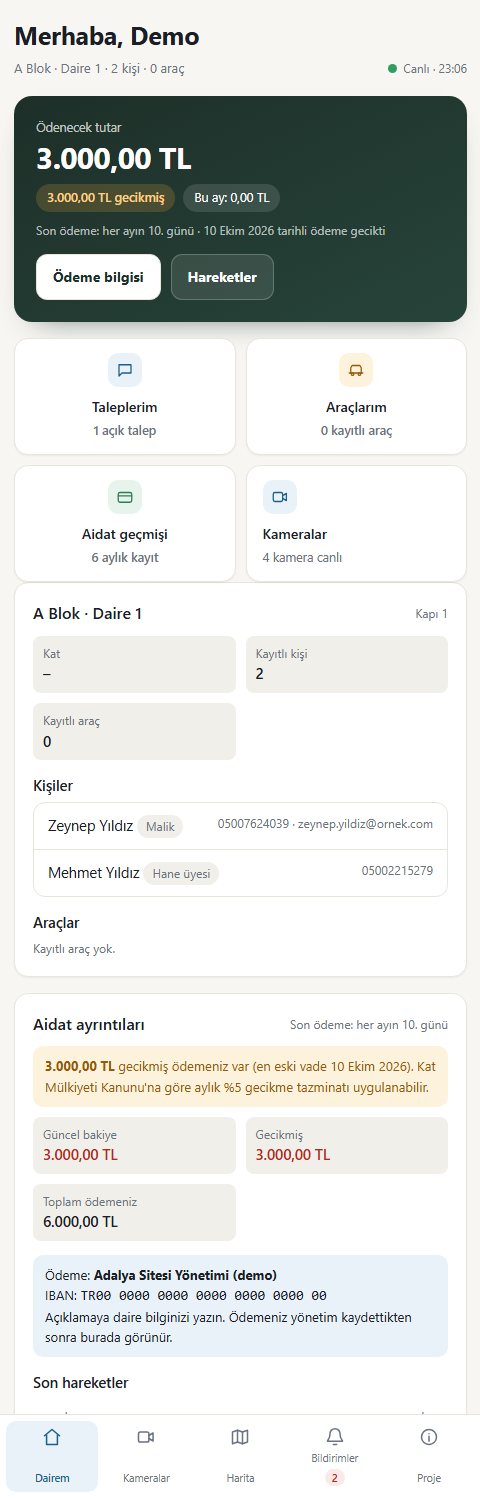 Merhaba, Demo
A Blok · Daire 1 · 2 kişi · 0 araç
Canlı · 23:06
Ödenecek tutar
3.000,00 TL
3.000,00 TL gecikmiş
Bu ay: 0,00 TL
Son ödeme: her ayın 10. günü · 10 Ekim 2026 tarihli ödeme gecikti
Ödeme bilgisi
Hareketler
Taleplerim
1 açık talep
Araçlarım
0 kayıtlı araç
Aidat geçmişi
6 aylık kayıt
Kameralar
4 kamera canlı
A Blok · Daire 1
Kapı 1
Kat
–
Kayıtlı kişi
2
Kayıtlı araç
0
Kişiler
Zeynep Yıldız Malik
05007624039 · zeynep.yildiz@ornek.com
Mehmet Yıldız Hane üyesi
05002215279
Araçlar
Kayıtlı araç yok.
Aidat ayrıntıları
Son ödeme: her ayın 10. günü
3.000,00 TL gecikmiş ödemeniz var (en eski vade 10 Ekim 2026). Kat
Mülkiyeti Kanunu'na göre aylık %5 gecikme tazminatı uygulanabilir.
Güncel bakiye
3.000,00 TL
Gecikmiş
3.000,00 TL
Toplam ödemeniz
6.000,00 TL
Ödeme: Adalya Sitesi Yönetimi (demo)
IBAN: TR00 0000 0000 0000 0000 0000 00
Açıklamaya daire bilginizi yazın. Ödemeniz yönetim kaydettikten
sonra burada görünür.
Son hareketler
Dairem
Kameralar
Harita
Bildirimler
2
Proje